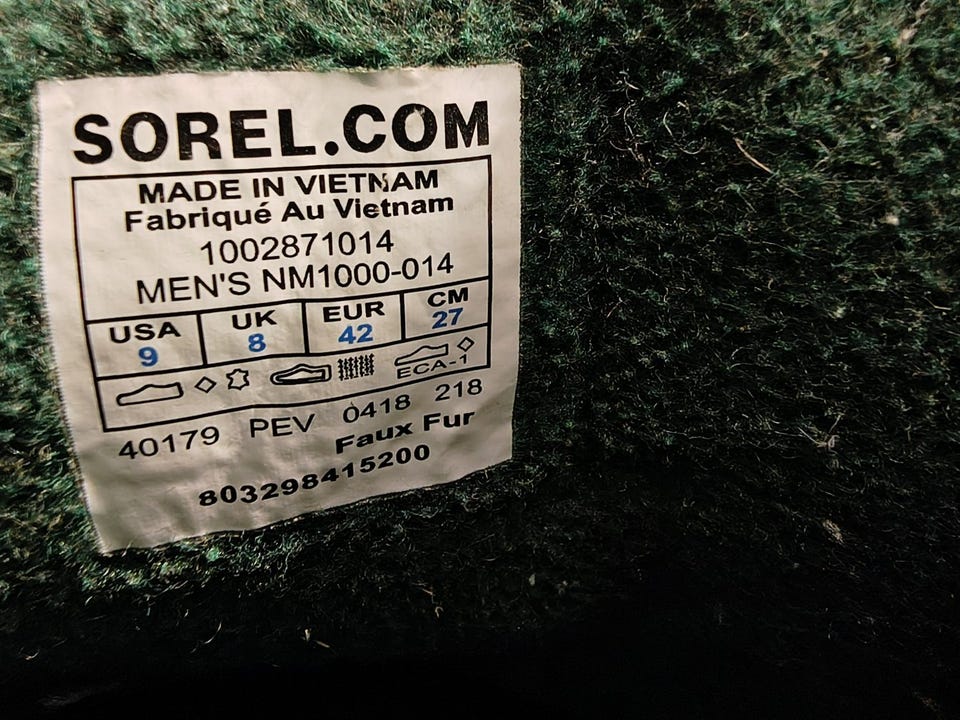 SOREL.COM
MADE IN VIETNAM
Fabriqué Au Vietnam
1002871014
MEN'S NM1000-014
USA UK EUR CM
9 8 42 27
ECA-1
40179 PEV 0418 218
Faux Fur
803298415200